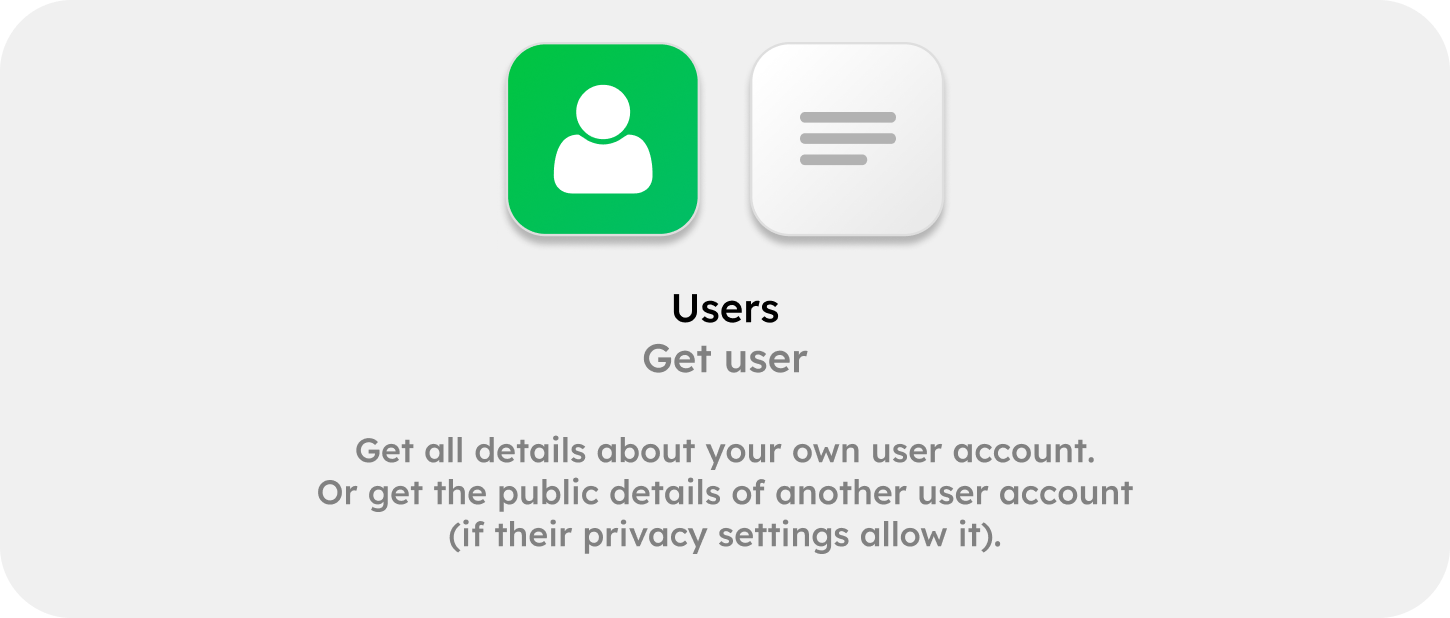 Users
Get user
Get all details about your own user account.
Or get the public details of another user account
(if their privacy settings allow it).